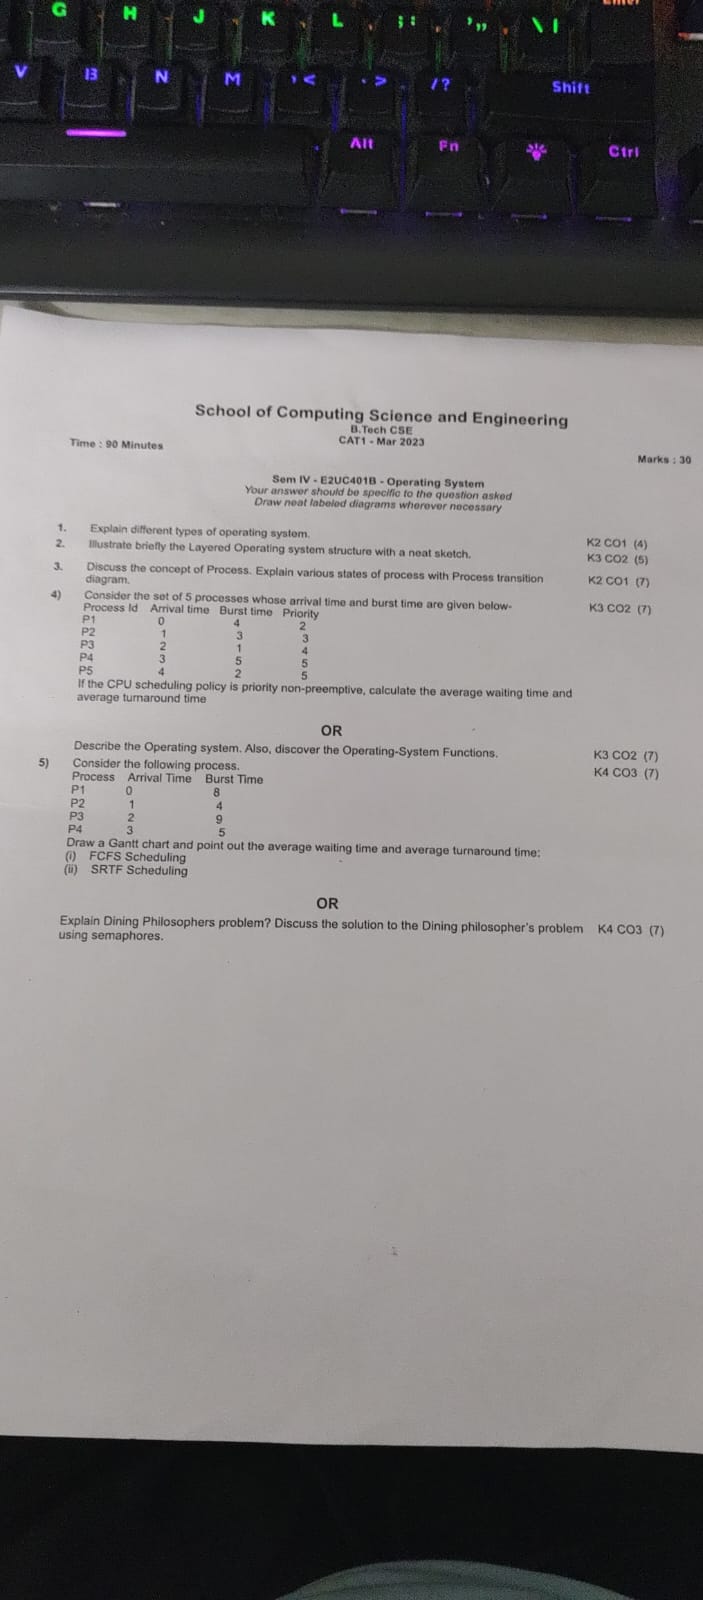 Enter
G H J K L ; : ' " \ |
V B N M , < . > / ? Shift
Alt Fn Ctrl
School of Computing Science and Engineering
B.Tech CSE
CAT1 - Mar 2023
Time : 90 Minutes
Marks : 30
Sem IV - E2UC401B - Operating System
Your answer should be specific to the question asked
Draw neat labeled diagrams wherever necessary
1. Explain different types of operating system. K2 CO1 (4)
2. Illustrate briefly the Layered Operating system structure with a neat sketch. K3 CO2 (5)
3. Discuss the concept of Process. Explain various states of process with Process transition K2 CO1 (7)
diagram.
4) Consider the set of 5 processes whose arrival time and burst time are given below- K3 CO2 (7)
Process Id Arrival time Burst time Priority
P1 0 4 2
P2 1 3 3
P3 2 1 4
P4 3 5 5
P5 4 2 5
If the CPU scheduling policy is priority non-preemptive, calculate the average waiting time and
average turnaround time
OR
Describe the Operating system. Also, discover the Operating-System Functions. K3 CO2 (7)
5) Consider the following process. K4 CO3 (7)
Process Arrival Time Burst Time
P1 0 8
P2 1 4
P3 2 9
P4 3 5
Draw a Gantt chart and point out the average waiting time and average turnaround time:
(i) FCFS Scheduling
(ii) SRTF Scheduling
OR
Explain Dining Philosophers problem? Discuss the solution to the Dining philosopher's problem K4 CO3 (7)
using semaphores.